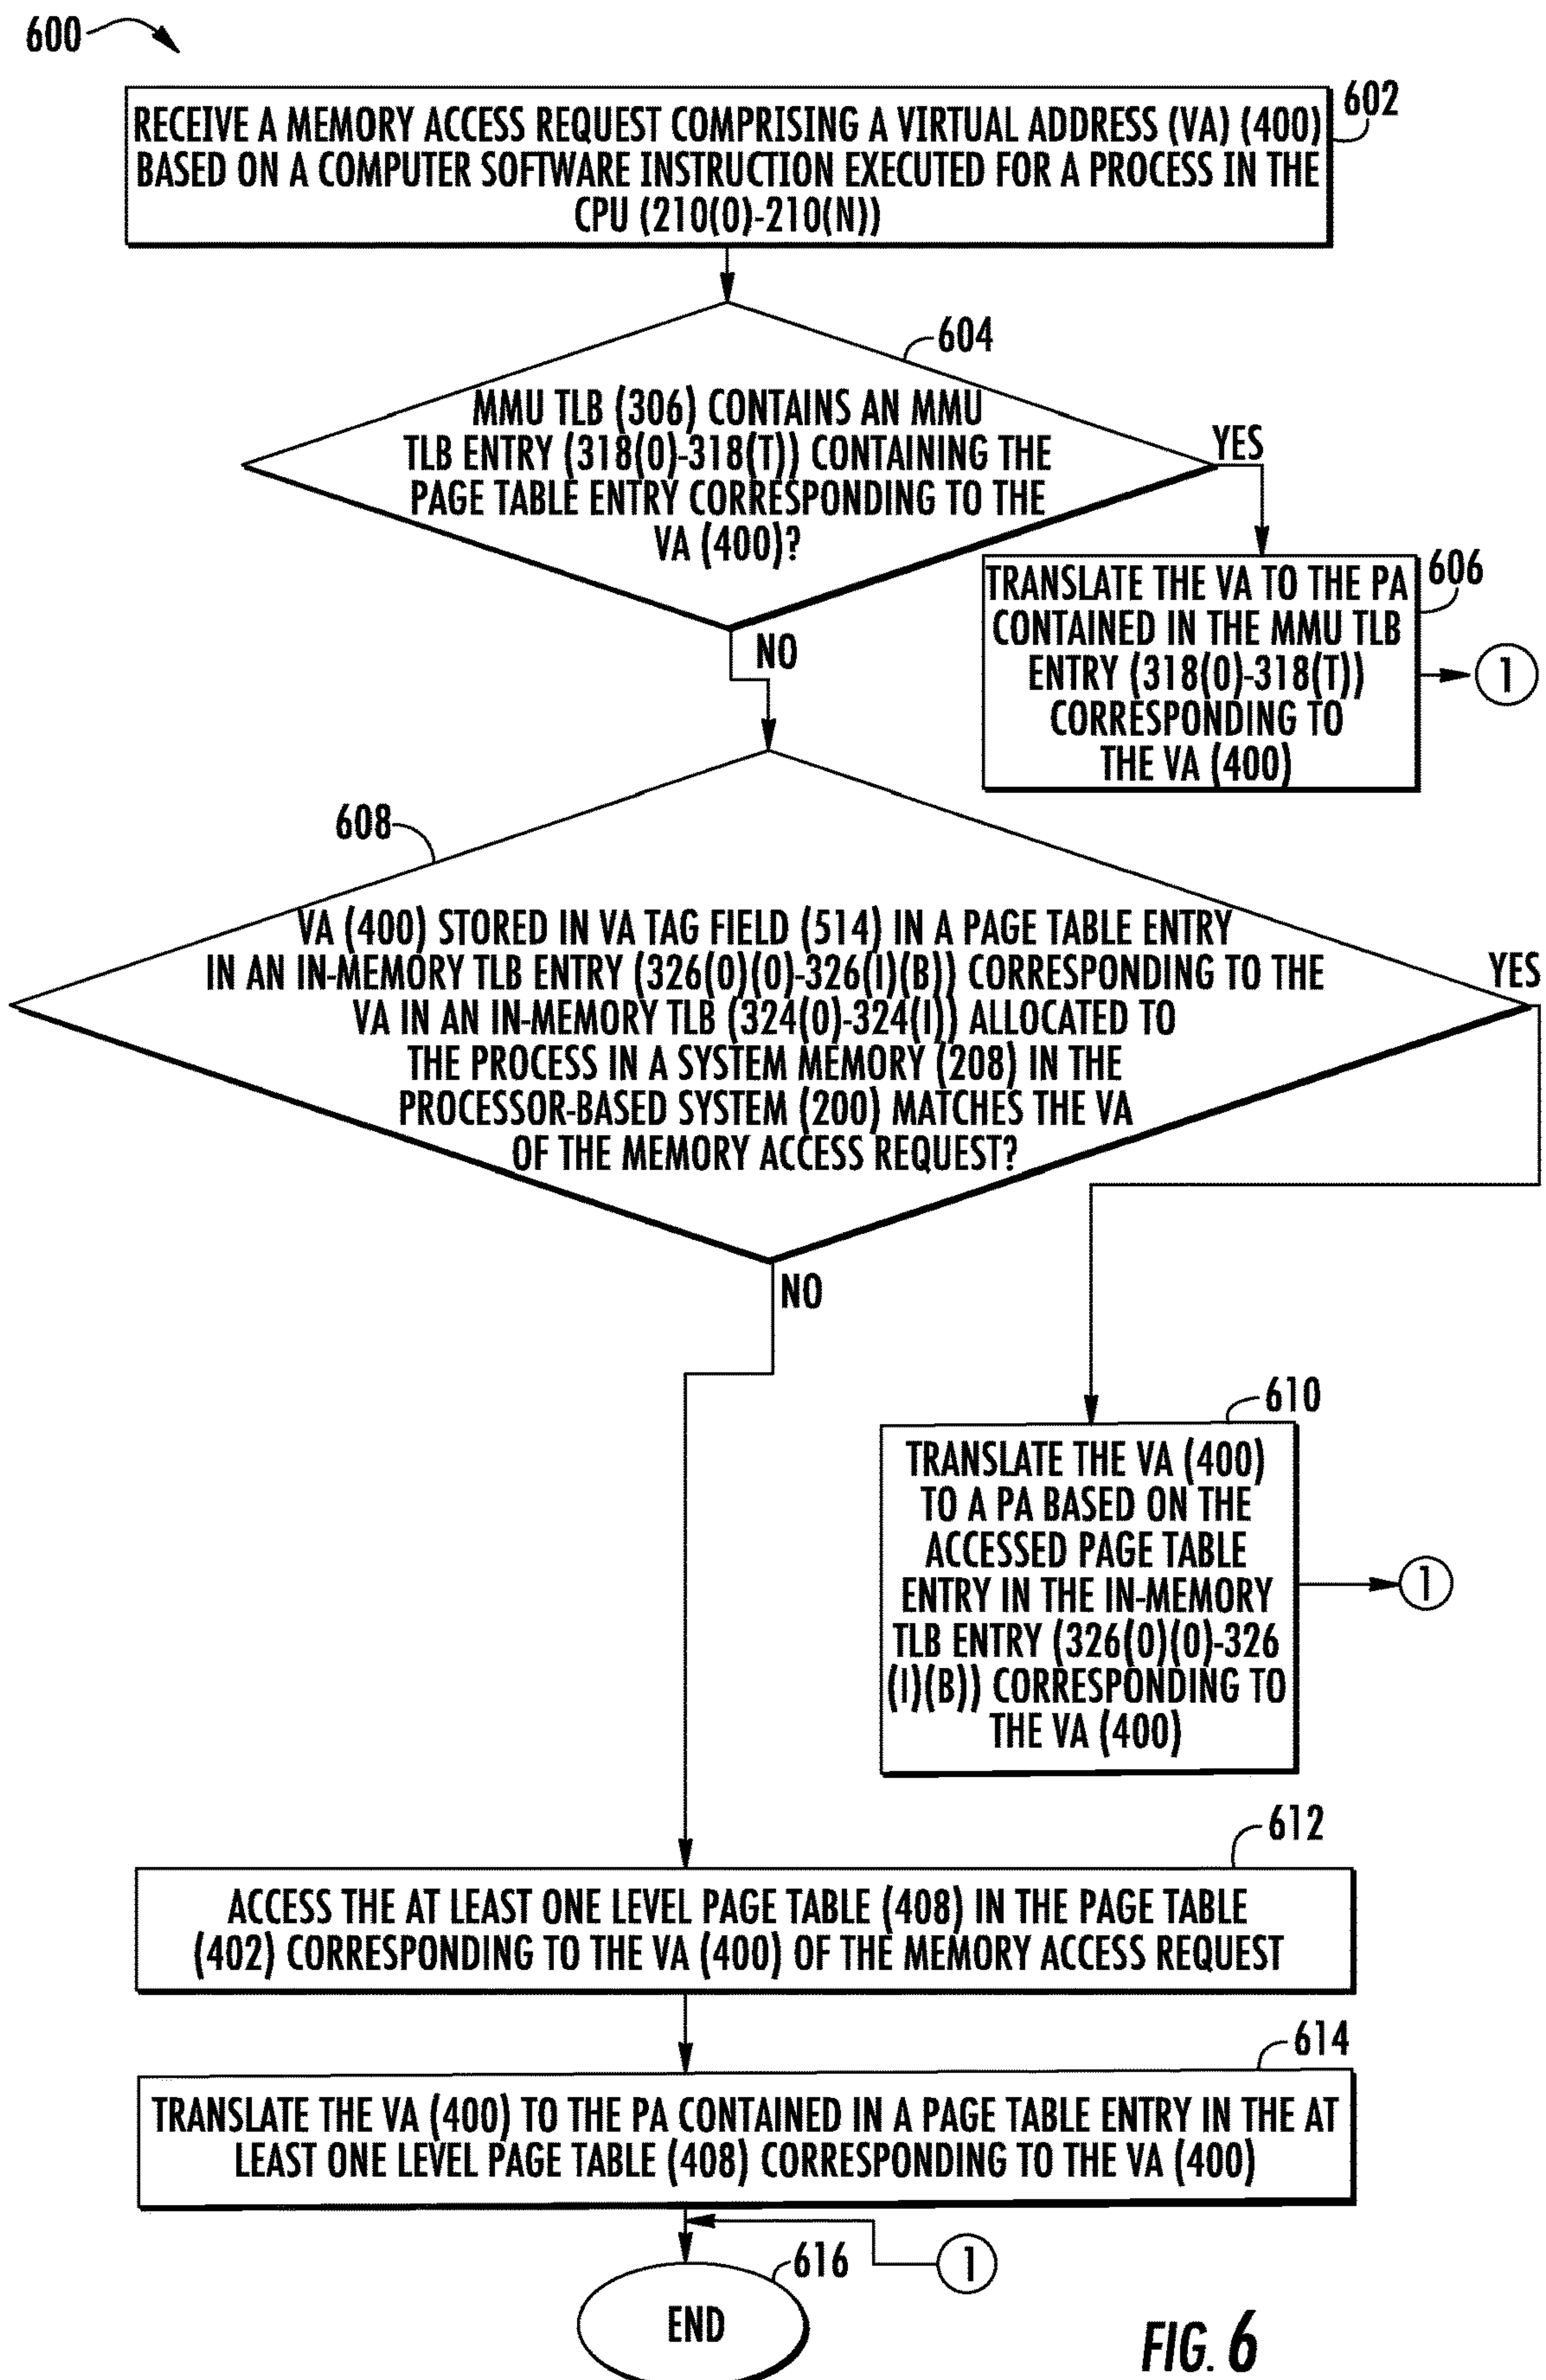 600
602
RECEIVE A MEMORY ACCESS REQUEST COMPRISING A VIRTUAL ADDRESS (VA) (400)
BASED ON A COMPUTER SOFTWARE INSTRUCTION EXECUTED FOR A PROCESS IN THE
CPU (210(0)-210(N))
604
MMU TLB (306) CONTAINS AN MMU
TLB ENTRY (318(0)-318(T)) CONTAINING THE
PAGE TABLE ENTRY CORRESPONDING TO THE
VA (400)?
YES
NO
606
TRANSLATE THE VA TO THE PA
CONTAINED IN THE MMU TLB
ENTRY (318(0)-318(T))
CORRESPONDING TO
THE VA (400)
1
608
VA (400) STORED IN VA TAG FIELD (514) IN A PAGE TABLE ENTRY
IN AN IN-MEMORY TLB ENTRY (326(0)(0)-326(I)(B)) CORRESPONDING TO THE
VA IN AN IN-MEMORY TLB (324(0)-324(I)) ALLOCATED TO
THE PROCESS IN A SYSTEM MEMORY (208) IN THE
PROCESSOR-BASED SYSTEM (200) MATCHES THE VA
OF THE MEMORY ACCESS REQUEST?
YES
NO
610
TRANSLATE THE VA (400)
TO A PA BASED ON THE
ACCESSED PAGE TABLE
ENTRY IN THE IN-MEMORY
TLB ENTRY (326(0)(0)-326
(I)(B)) CORRESPONDING TO
THE VA (400)
1
612
ACCESS THE AT LEAST ONE LEVEL PAGE TABLE (408) IN THE PAGE TABLE
(402) CORRESPONDING TO THE VA (400) OF THE MEMORY ACCESS REQUEST
614
TRANSLATE THE VA (400) TO THE PA CONTAINED IN A PAGE TABLE ENTRY IN THE AT
LEAST ONE LEVEL PAGE TABLE (408) CORRESPONDING TO THE VA (400)
616
1
END
FIG. 6